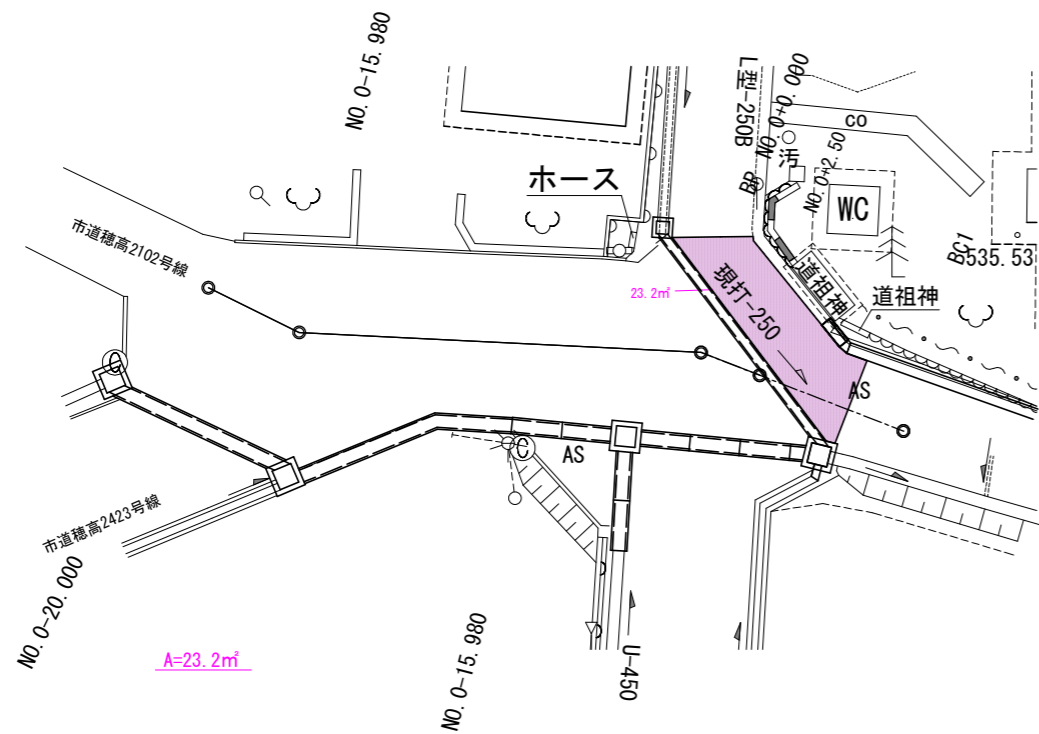 NO. 0-15. 980
L型-250B
NO. 0+0. 000
BP
汚
CO
NO. 0+2. 50
WC
ホース
市道穂高2102号線
BC1
535. 53
23. 2㎡
現打-250
道祖神
道祖神
AS
AS
市道穂高2423号線
NO. 0-20. 000
A=23. 2㎡
NO. 0-15. 980
U-450